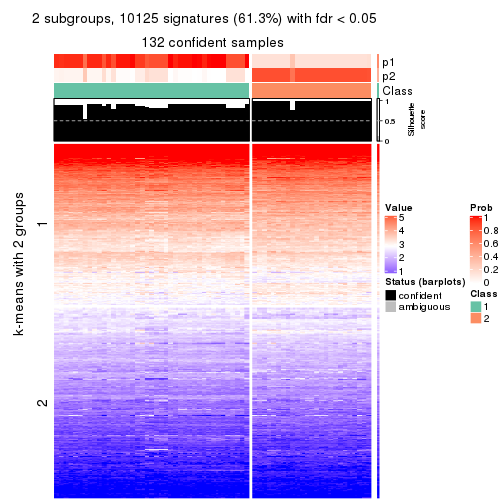 2 subgroups, 10125 signatures (61.3%) with fdr < 0.05
132 confident samples
p1
p2
Class
1
0.5
0
Silhouette
score
k-means with 2 groups
1
2
Value
5
4
3
2
1
Status (barplots)
confident
ambiguous
Prob
1
0.8
0.6
0.4
0.2
0
Class
1
2